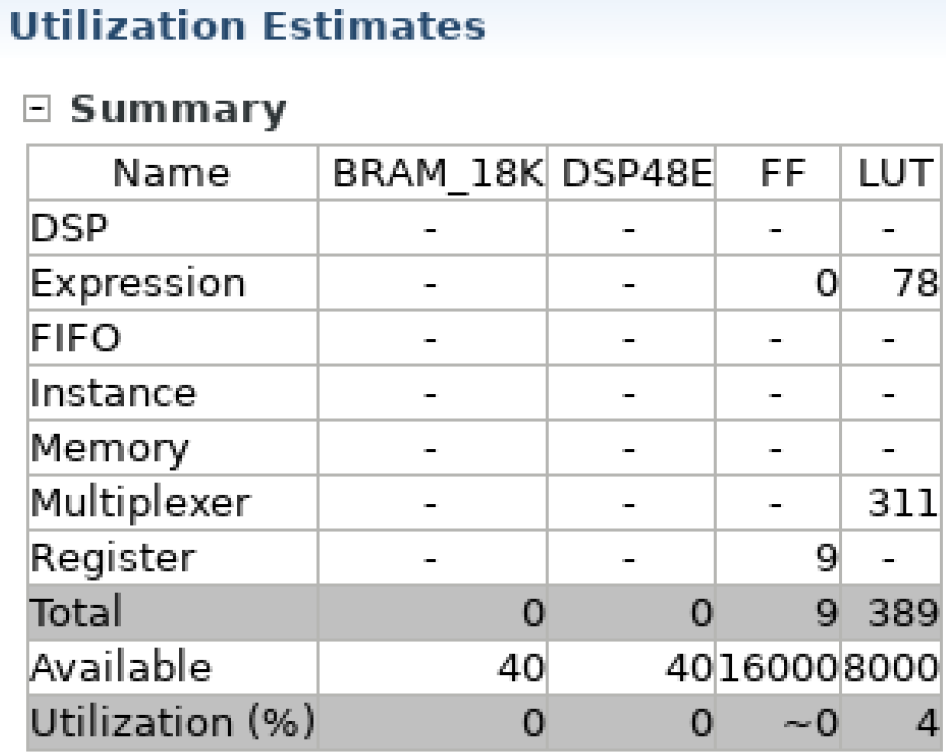 Utilization Estimates
Summary
Name BRAM_18K DSP48E FF LUT
DSP - - - -
Expression - - 0 78
FIFO - - - -
Instance - - - -
Memory - - - -
Multiplexer - - - 311
Register - - 9 -
Total 0 0 9 389
Available 40 40 16000 8000
Utilization (%) 0 0 ~0 4